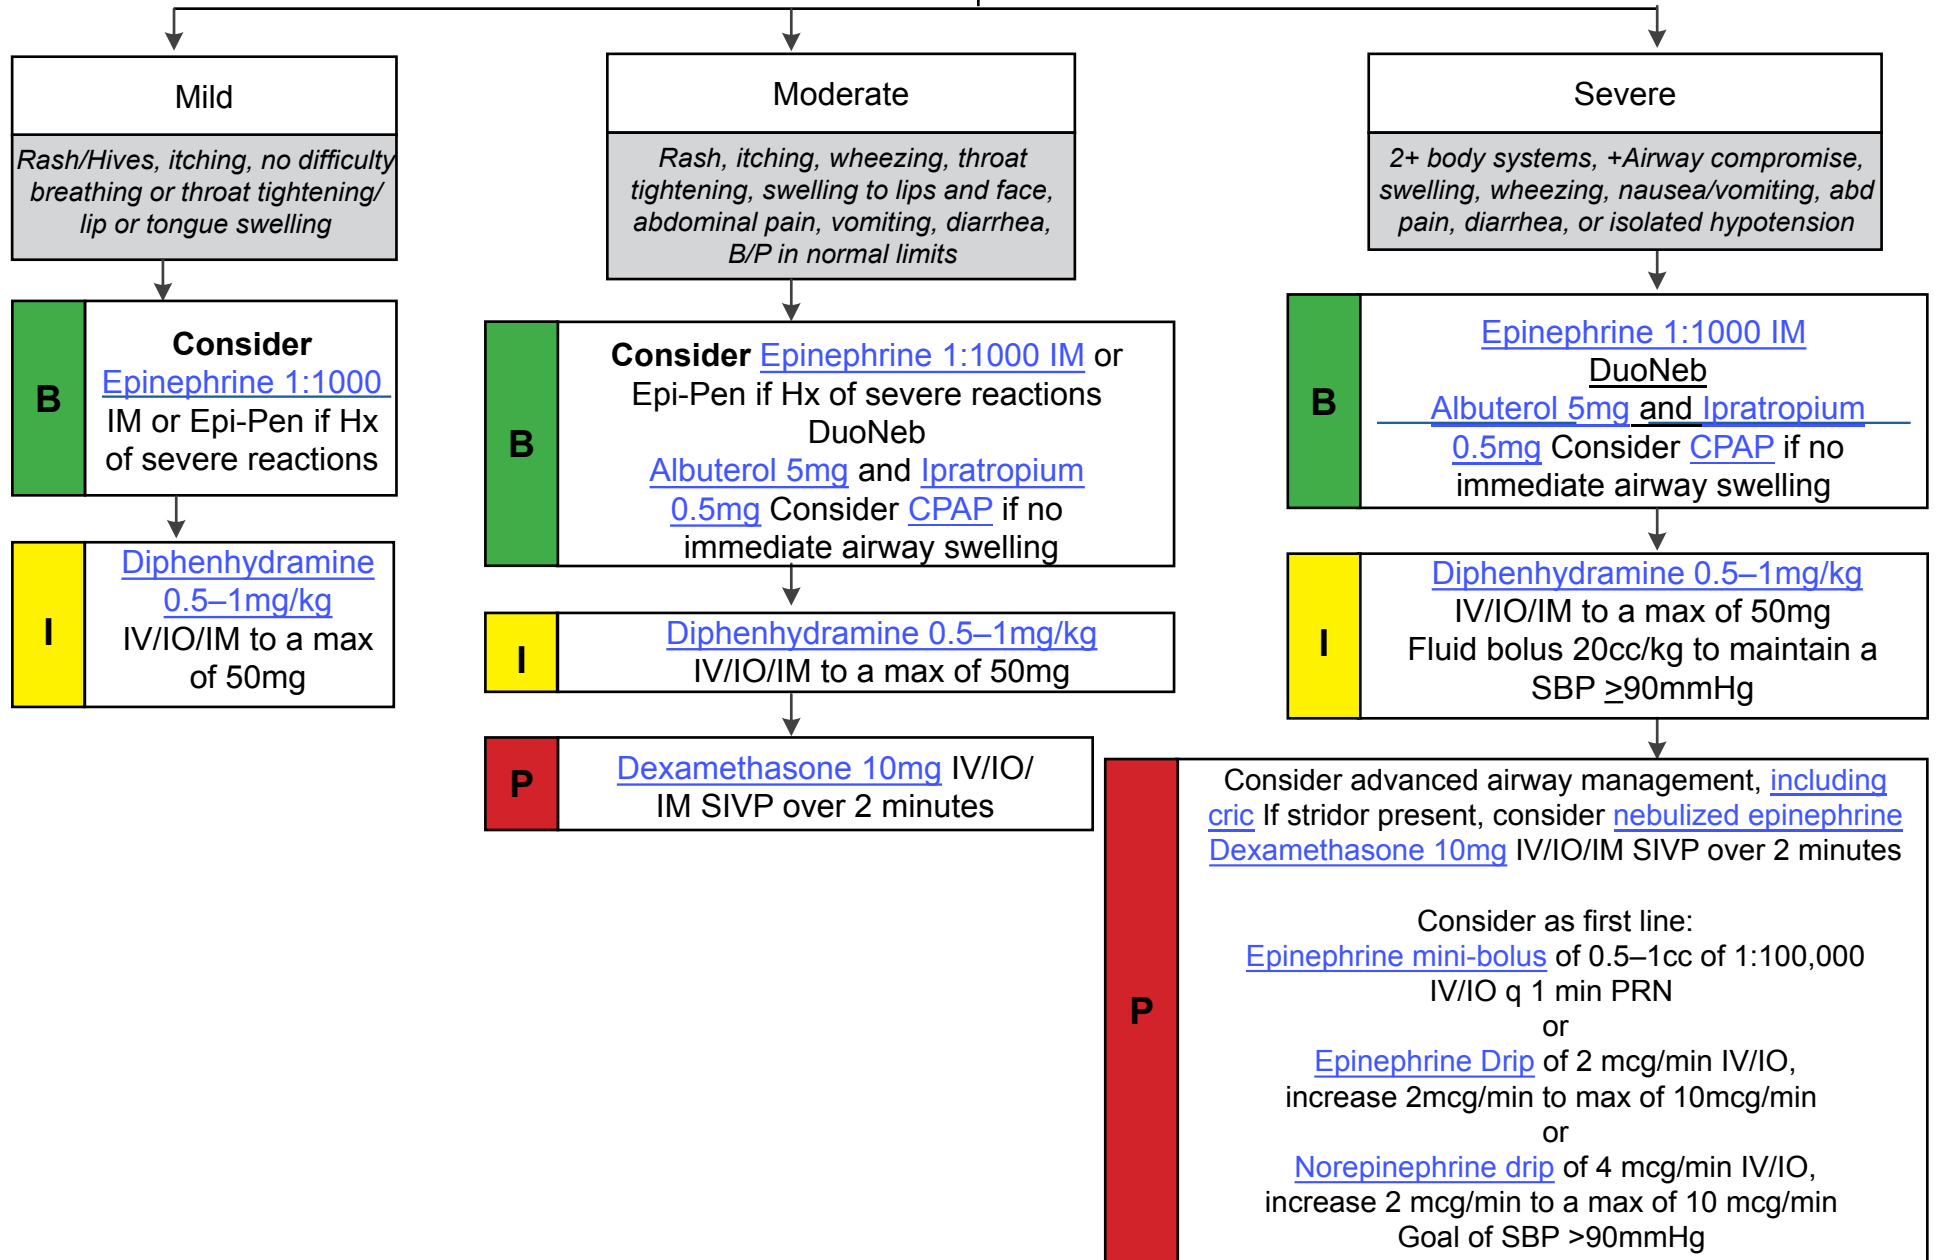 Mild
Rash/Hives, itching, no difficulty
breathing or throat tightening/
lip or tongue swelling
B
Consider
Epinephrine 1:1000
IM or Epi-Pen if Hx
of severe reactions
I
Diphenhydramine
0.5–1mg/kg
IV/IO/IM to a max
of 50mg
Moderate
Rash, itching, wheezing, throat
tightening, swelling to lips and face,
abdominal pain, vomiting, diarrhea,
B/P in normal limits
B
Consider Epinephrine 1:1000 IM or
Epi-Pen if Hx of severe reactions
DuoNeb
Albuterol 5mg and Ipratropium
0.5mg Consider CPAP if no
immediate airway swelling
I
Diphenhydramine 0.5–1mg/kg
IV/IO/IM to a max of 50mg
P
Dexamethasone 10mg IV/IO/
IM SIVP over 2 minutes
Severe
2+ body systems, +Airway compromise,
swelling, wheezing, nausea/vomiting, abd
pain, diarrhea, or isolated hypotension
B
Epinephrine 1:1000 IM
DuoNeb
Albuterol 5mg and Ipratropium
0.5mg Consider CPAP if no
immediate airway swelling
I
Diphenhydramine 0.5–1mg/kg
IV/IO/IM to a max of 50mg
Fluid bolus 20cc/kg to maintain a
SBP ≥90mmHg
P
Consider advanced airway management, including
cric If stridor present, consider nebulized epinephrine
Dexamethasone 10mg IV/IO/IM SIVP over 2 minutes
Consider as first line:
Epinephrine mini-bolus of 0.5–1cc of 1:100,000
IV/IO q 1 min PRN
or
Epinephrine Drip of 2 mcg/min IV/IO,
increase 2mcg/min to max of 10mcg/min
or
Norepinephrine drip of 4 mcg/min IV/IO,
increase 2 mcg/min to a max of 10 mcg/min
Goal of SBP >90mmHg